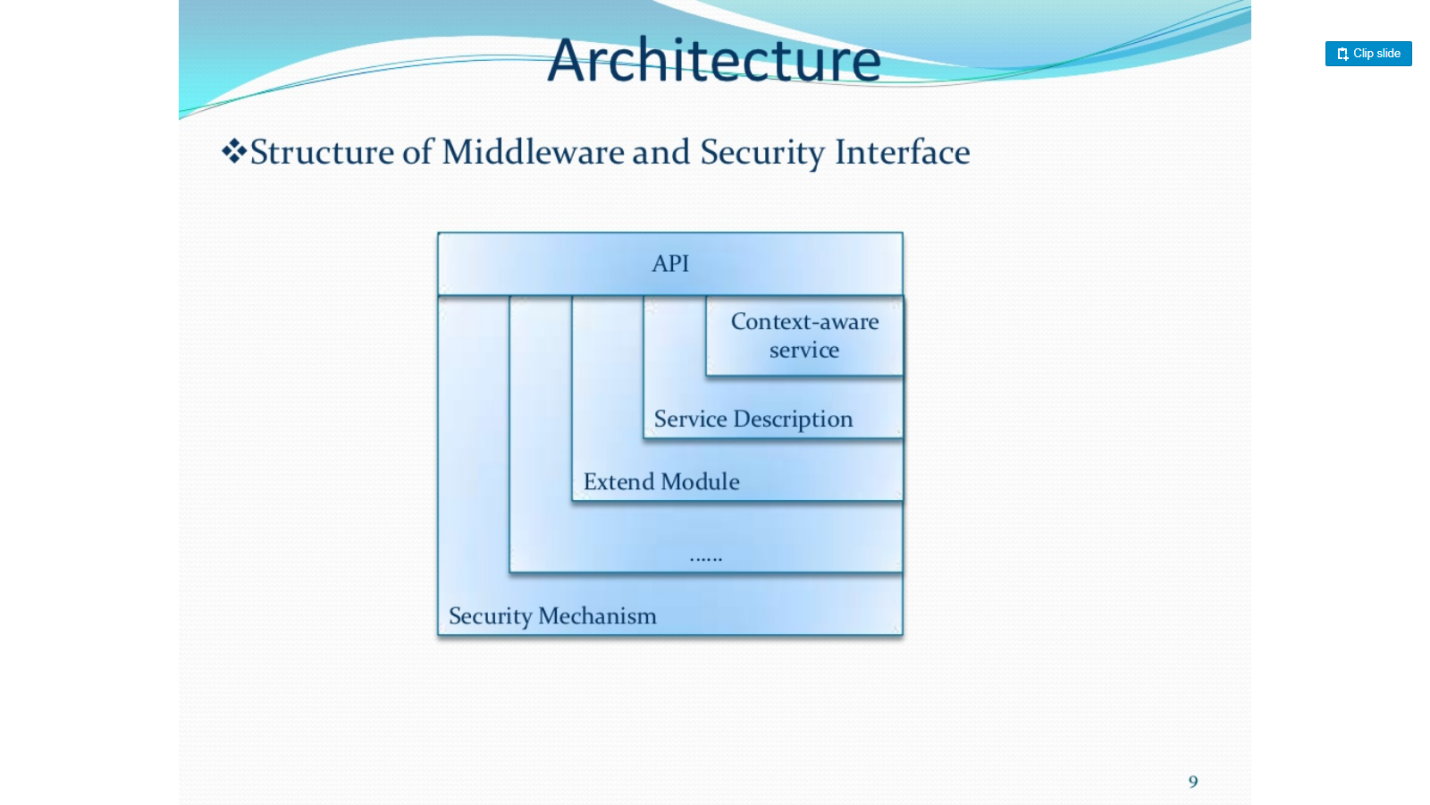 Architecture
Clip slide
❖Structure of Middleware and Security Interface
API
Context-aware
service
Service Description
Extend Module
......
Security Mechanism
9